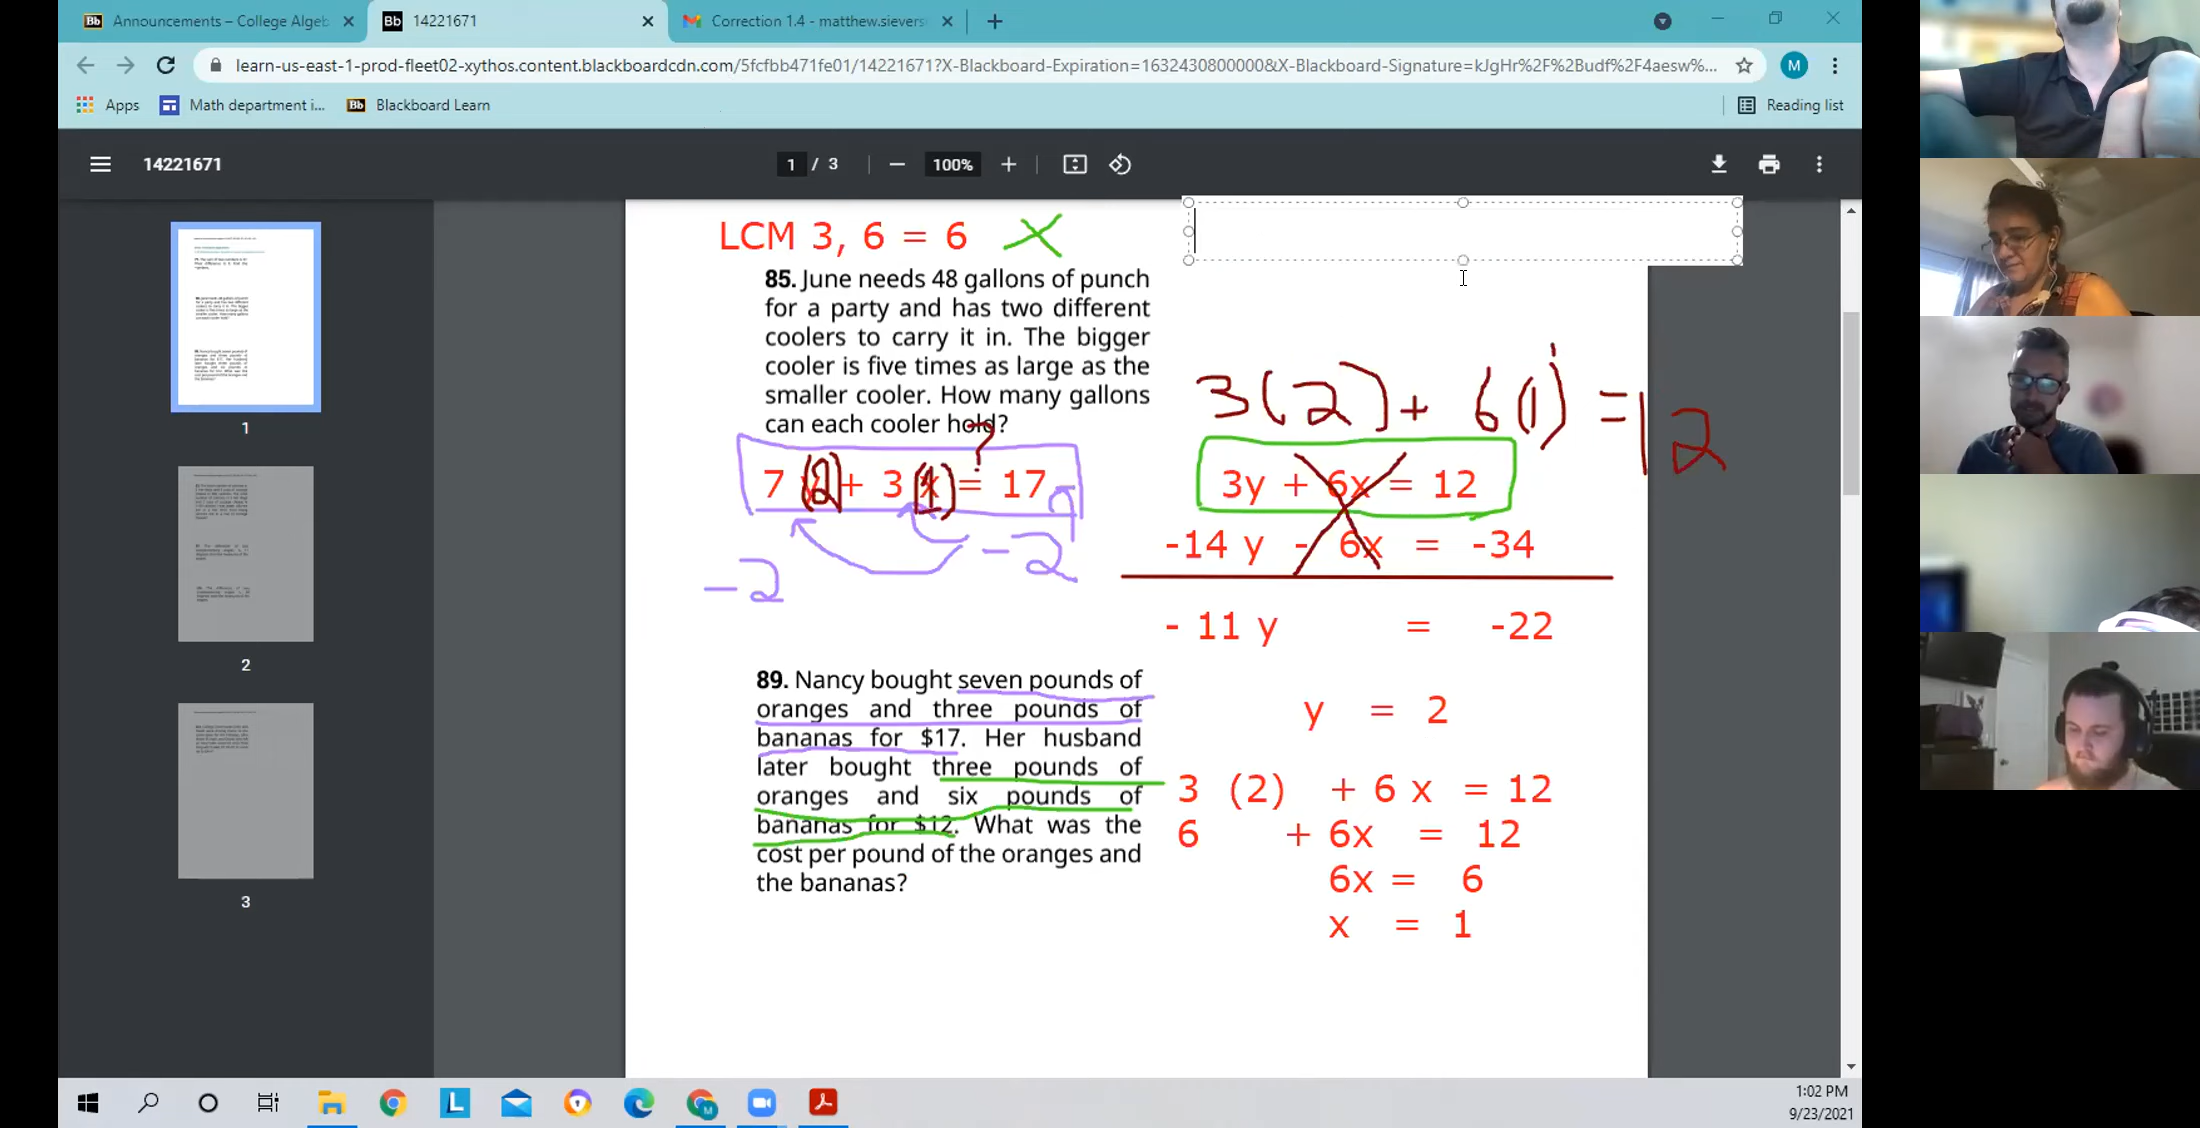 Announcements – College Algeb
14221671
Correction 1.4 - matthew.sievers
learn-us-east-1-prod-fleet02-xythos.content.blackboardcdn.com/5fcfbb471fe01/14221671?X-Blackboard-Expiration=1632430800000&X-Blackboard-Signature=kJgHr%2F%2Budf%2F4aesw%...
M
Apps
Math department i...
Bb
Blackboard Learn
Reading list
14221671
1 / 3
100%
LCM 3, 6 = 6 X
85. June needs 48 gallons of punch
for a party and has two different
coolers to carry it in. The bigger
cooler is five times as large as the
smaller cooler. How many gallons
can each cooler hold?
3(2) + 6(1) = 12
?
7 (2) + 3 (1) = 17
3y + 6x = 12
-14 y - 6x = -34
-2
-2
- 11 y = -22
89. Nancy bought seven pounds of
oranges and three pounds of
bananas for $17. Her husband
later bought three pounds of
oranges and six pounds of
bananas for $12. What was the
cost per pound of the oranges and
the bananas?
y = 2
3 (2) + 6 x = 12
6 + 6x = 12
6x = 6
x = 1
1
2
3
1:02 PM
9/23/2021